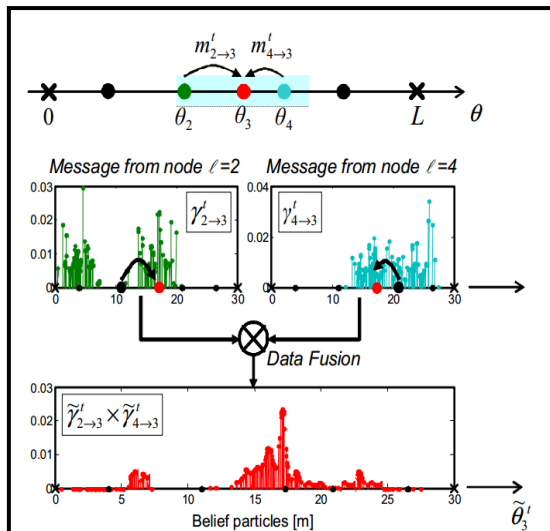 m^t_{2→3} m^t_{4→3}
0 θ_2 θ_3 θ_4 L θ
Message from node ℓ=2 Message from node ℓ=4
0.03 0.02 0.01 0 γ^t_{2→3}
0 10 20 30
0.04 0.02 0 γ^t_{4→3}
0 10 20 30
Data Fusion
0.03 0.02 0.01 0
γ̃^t_{2→3} × γ̃^t_{4→3}
0 5 10 15 20 25 30
Belief particles [m] θ̃_3^t